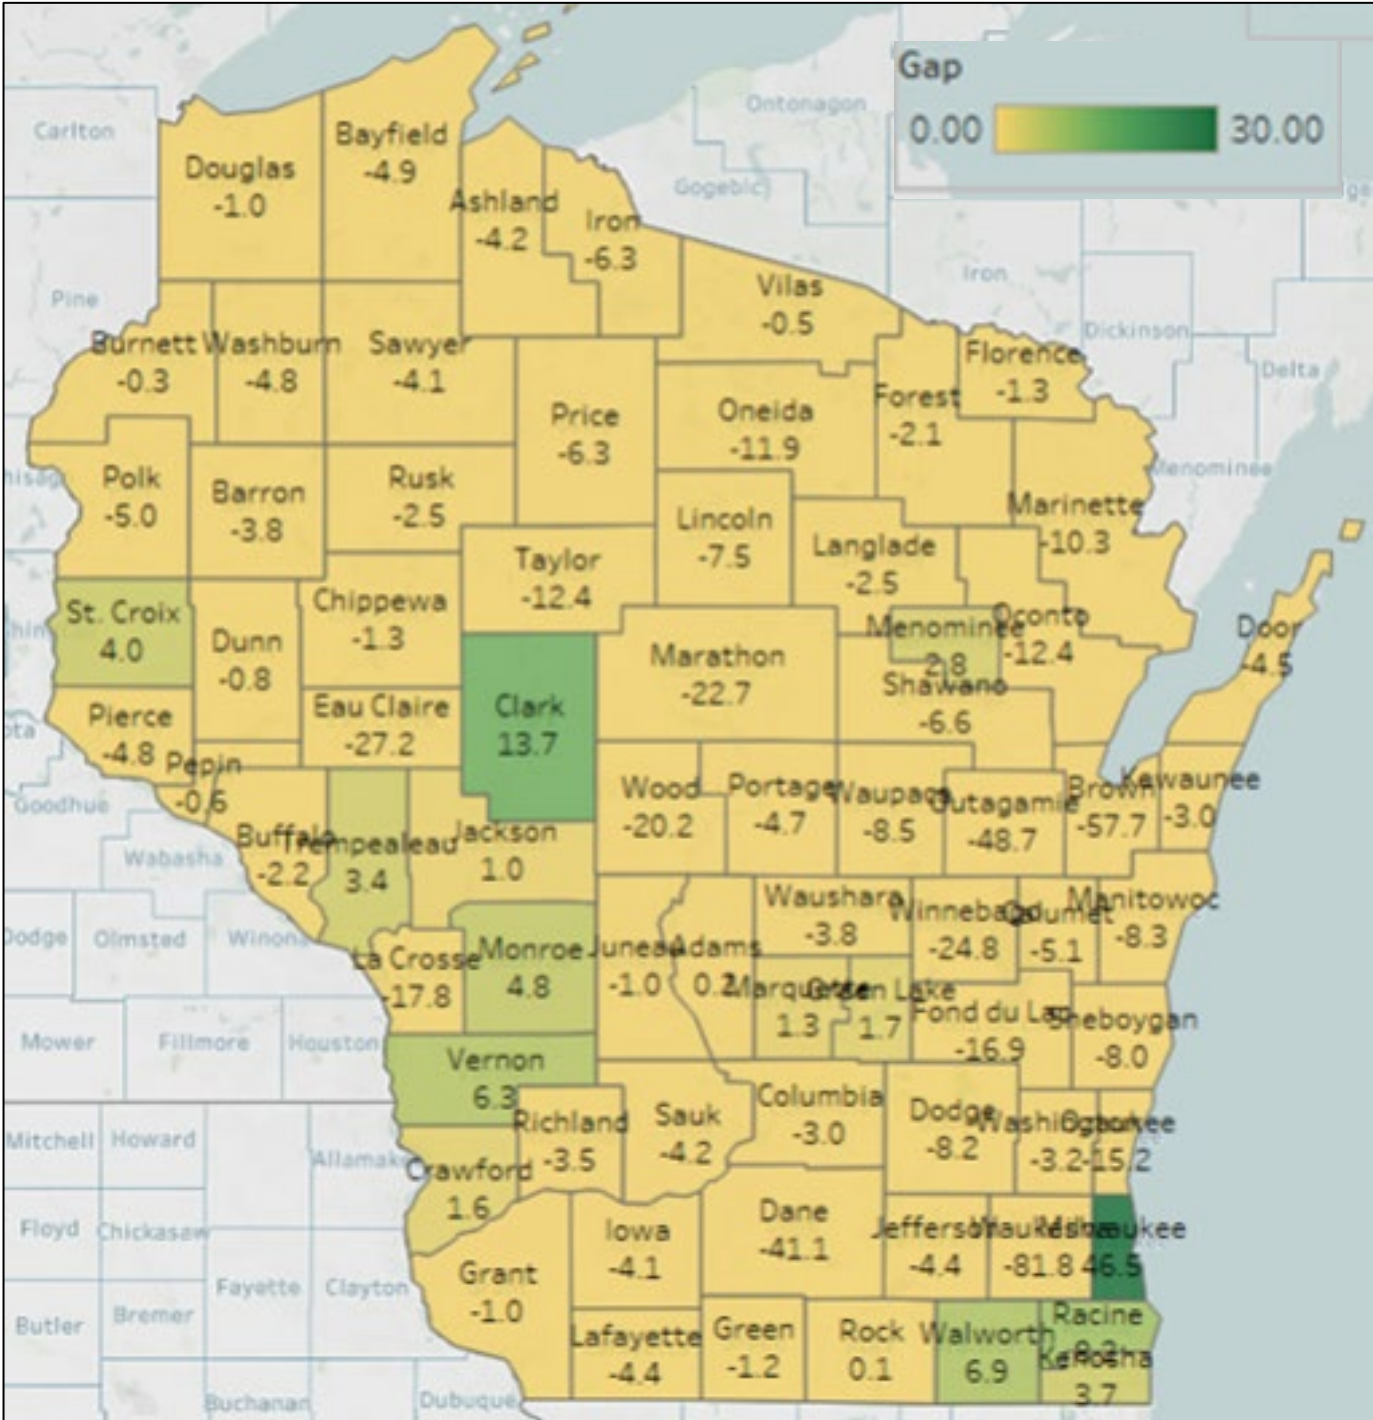 Gap
0.00 30.00
Carlton
Ontonagon
Gogebic
Bayfield
-4.9
Douglas
-1.0
Ashland
-4.2
Iron
-6.3
Iron
Pine
Vilas
-0.5
Dickinson
Delta
Burnett
-0.3
Washburn
-4.8
Sawyer
-4.1
Florence
-1.3
Price
-6.3
Oneida
-11.9
Forest
-2.1
Menominee
Polk
-5.0
Barron
-3.8
Rusk
-2.5
Lincoln
-7.5
Marinette
-10.3
Taylor
-12.4
Langlade
-2.5
St. Croix
4.0
Dunn
-0.8
Chippewa
-1.3
Marathon
-22.7
Menominee
2.8
Oconto
-12.4
Door
-4.5
Shawano
-6.6
Pierce
-4.8
Eau Claire
-27.2
Clark
13.7
Pepin
-0.6
Goodhue
Wood
-20.2
Portage
-4.7
Waupaca
-8.5
Outagamie
-48.7
Brown
-57.7
Kewaunee
-3.0
Wabasha
Buffalo
-2.2
Trempealeau
3.4
Jackson
1.0
Dodge
Olmsted
Winona
La Crosse
-17.8
Monroe
4.8
Juneau
-1.0
Adams
0.2
Waushara
-3.8
Winnebago
-24.8
Calumet
-5.1
Manitowoc
-8.3
Marquette
1.3
Green Lake
1.7
Fond du Lac
-16.9
Sheboygan
-8.0
Mower
Fillmore
Houston
Vernon
6.3
Richland
-3.5
Sauk
-4.2
Columbia
-3.0
Dodge
-8.2
Washington
-3.2
Ozaukee
-15.2
Mitchell
Howard
Allamake
Crawford
1.6
Floyd
Chickasaw
Iowa
-4.1
Dane
-41.1
Jefferson
-4.4
Waukesha
-81.8
Milwaukee
46.5
Fayette
Clayton
Grant
-1.0
Butler
Bremer
Lafayette
-4.4
Green
-1.2
Rock
0.1
Walworth
6.9
Racine
Kenosha
3.7
Buchanan
Dubuque